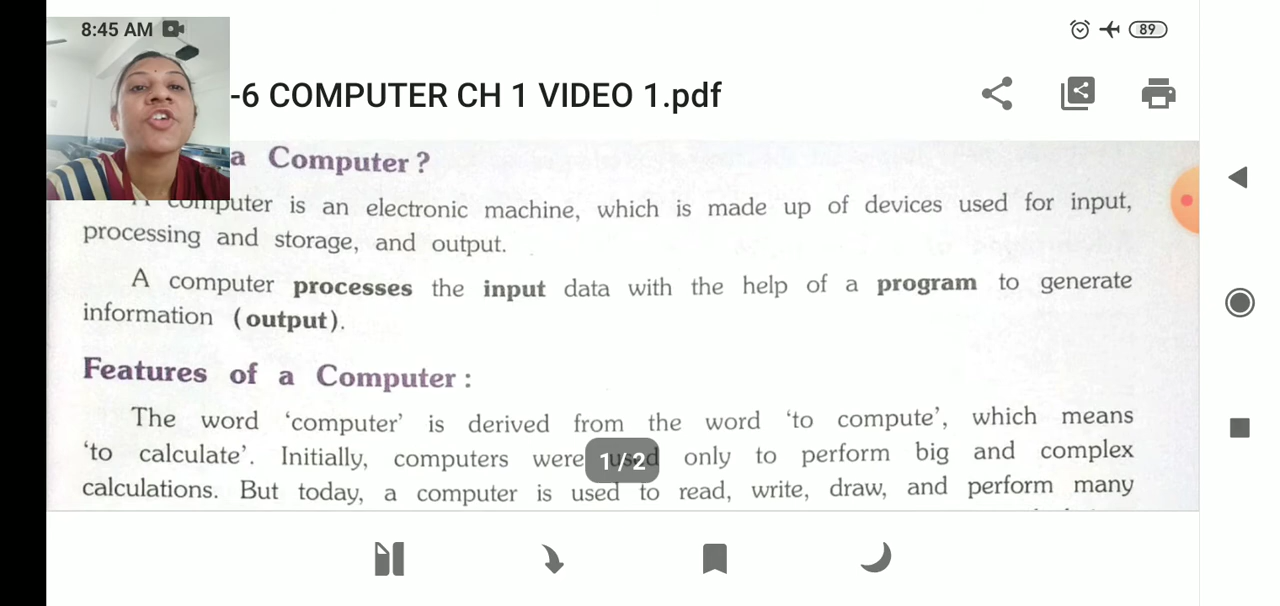 8:45 AM
89
-6 COMPUTER CH 1 VIDEO 1.pdf
a Computer ?
computer is an electronic machine, which is made up of devices used for input,
processing and storage, and output.
A computer processes the input data with the help of a program to generate
information (output).
Features of a Computer :
The word ‘computer’ is derived from the word ‘to compute’, which means
‘to calculate’. Initially, computers were used only to perform big and complex
1/2
calculations. But today, a computer is used to read, write, draw, and perform many